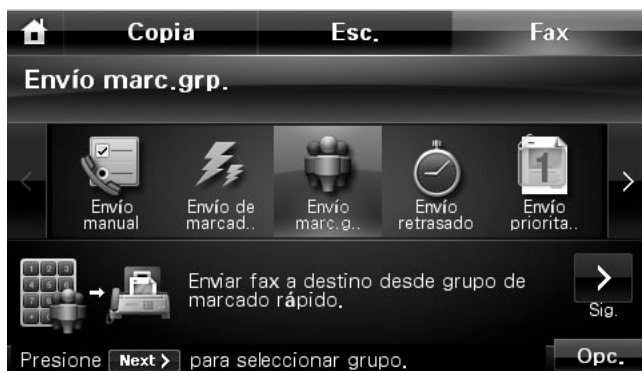 Copia Esc. Fax
Envío marc.grp.
Envío Envío de Envío Envío Envío
manual marcad.. marc.g.. retrasado priorita..
Enviar fax a destino desde grupo de
marcado rápido.
Sig.
Presione Next > para seleccionar grupo.
Opc.